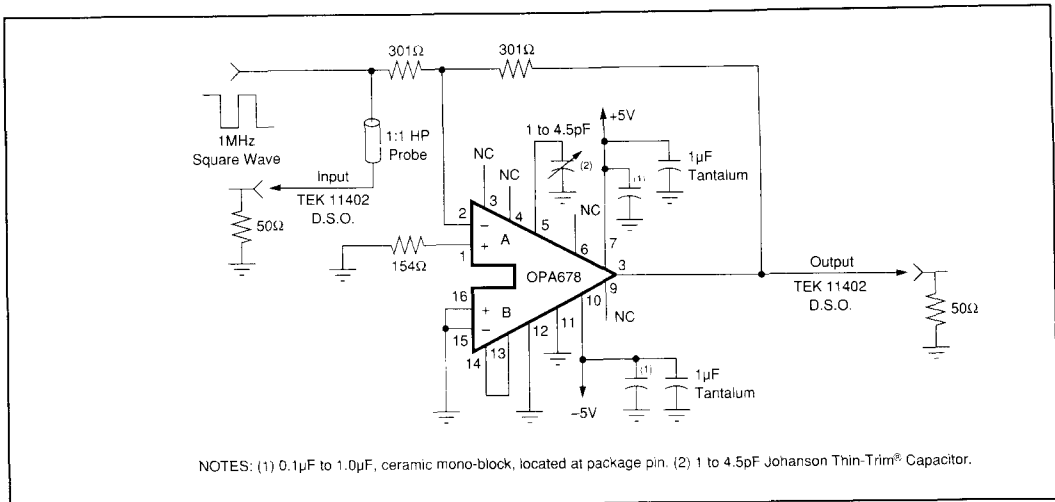 301Ω
301Ω
+5V
1MHz
Square Wave
1:1 HP
Probe
1 to 4.5pF
(2)
1µF
Tantalum
(1)
NC
NC
NC
Input
TEK 11402
D.S.O.
50Ω
3
4
5
6
7
2
−
A
+
1
154Ω
OPA678
3
9
10
NC
Output
TEK 11402
D.S.O.
50Ω
16
+
B
−
15
14
13
12
11
(1)
1µF
Tantalum
−5V
NOTES: (1) 0.1µF to 1.0µF, ceramic mono-block, located at package pin. (2) 1 to 4.5pF Johanson Thin-Trim® Capacitor.